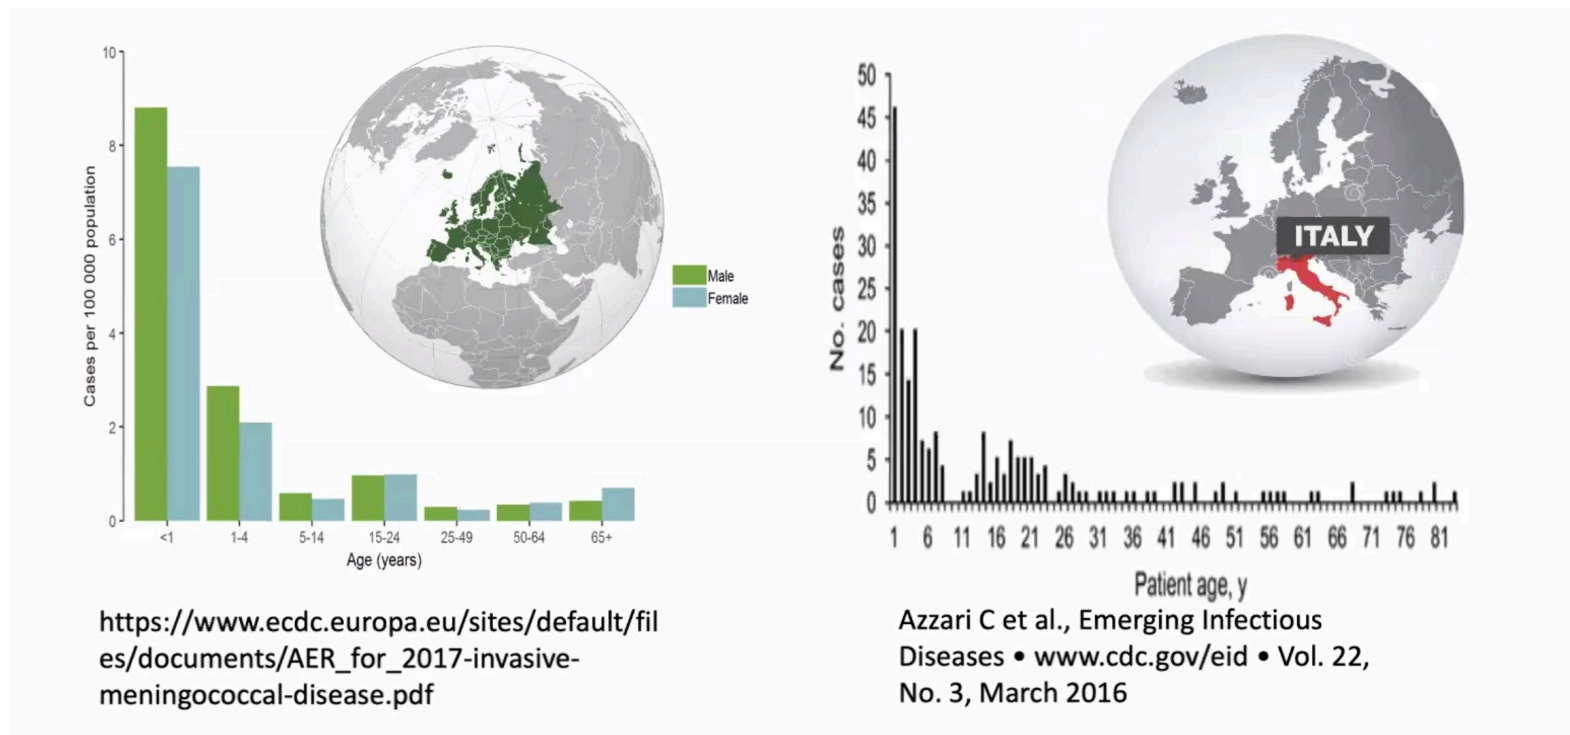 10
8
6
4
2
0
Cases per 100 000 population
<1 1-4 5-14 15-24 25-49 50-64 65+
Age (years)
Male
Female
https://www.ecdc.europa.eu/sites/default/fil
es/documents/AER_for_2017-invasive-
meningococcal-disease.pdf
50
45
40
35
30
25
20
15
10
5
0
No. cases
1 6 11 16 21 26 31 36 41 46 51 56 61 66 71 76 81
Patient age, y
ITALY
Azzari C et al., Emerging Infectious
Diseases • www.cdc.gov/eid • Vol. 22,
No. 3, March 2016